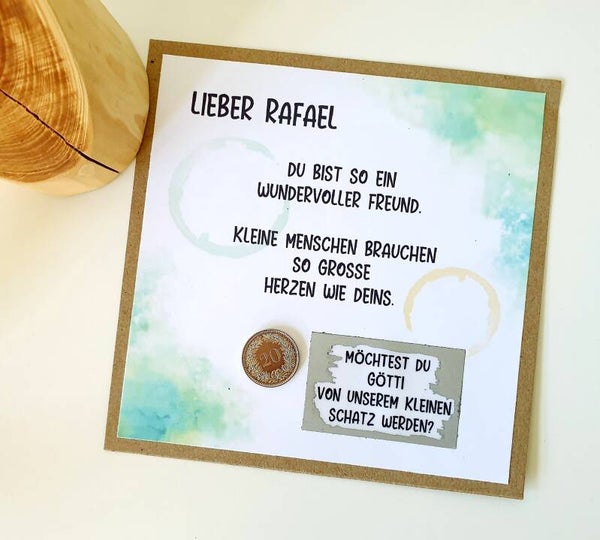 LIEBER RAFAEL
DU BIST SO EIN
WUNDERVOLLER FREUND.
KLEINE MENSCHEN BRAUCHEN
SO GROSSE
HERZEN WIE DEINS.
20
MÖCHTEST DU
GÖTTI
VON UNSEREM KLEINEN
SCHATZ WERDEN?